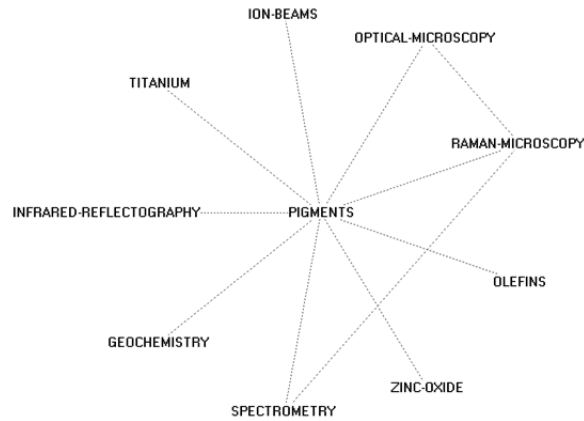 ION-BEAMS
OPTICAL-MICROSCOPY
TITANIUM
RAMAN-MICROSCOPY
INFRARED-REFLECTOGRAPHY
PIGMENTS
OLEFINS
GEOCHEMISTRY
ZINC-OXIDE
SPECTROMETRY